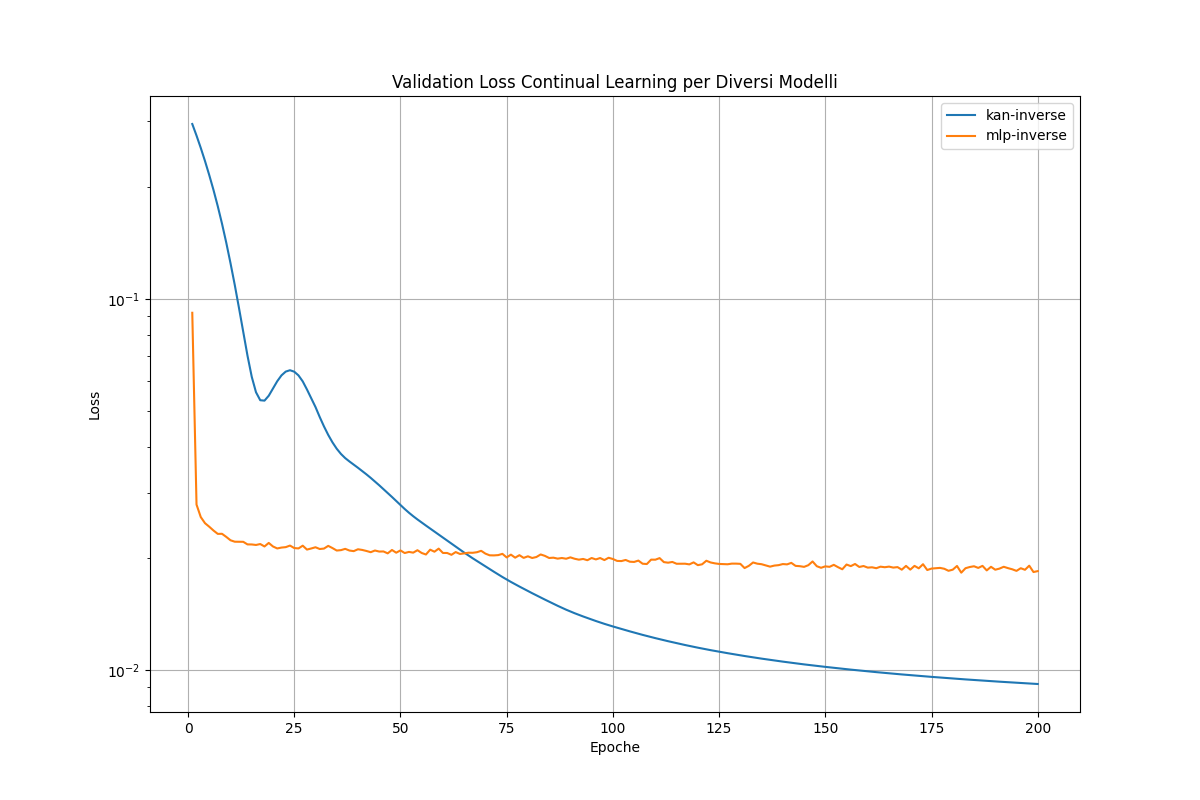 Validation Loss Continual Learning per Diversi Modelli
kan-inverse
mlp-inverse
Loss
10⁻¹
10⁻²
0 25 50 75 100 125 150 175 200
Epoche